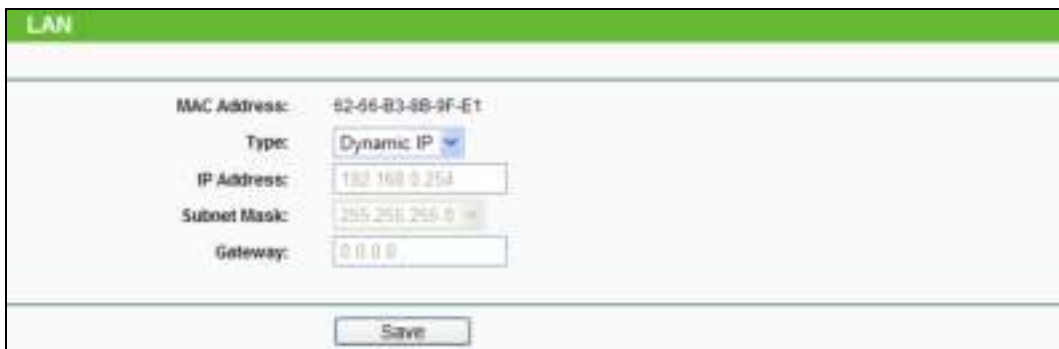 LAN
MAC Address: 62-66-B3-8B-9F-E1
Type: Dynamic IP
IP Address: 192.168.0.254
Subnet Mask: 255.255.255.0
Gateway: 0.0.0.0
Save